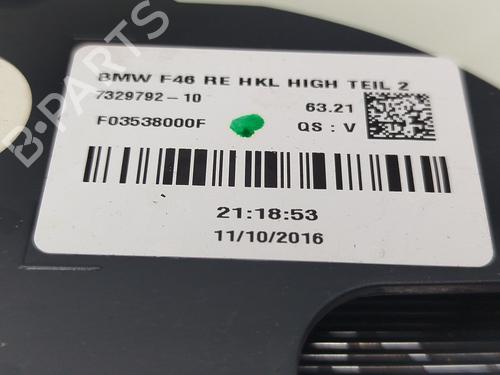 BMW F46 RE HKL HIGH TEIL 2
7329792-10
63.21
F03538000F
QS : V
21:18:53
11/10/2016
B-PARTS